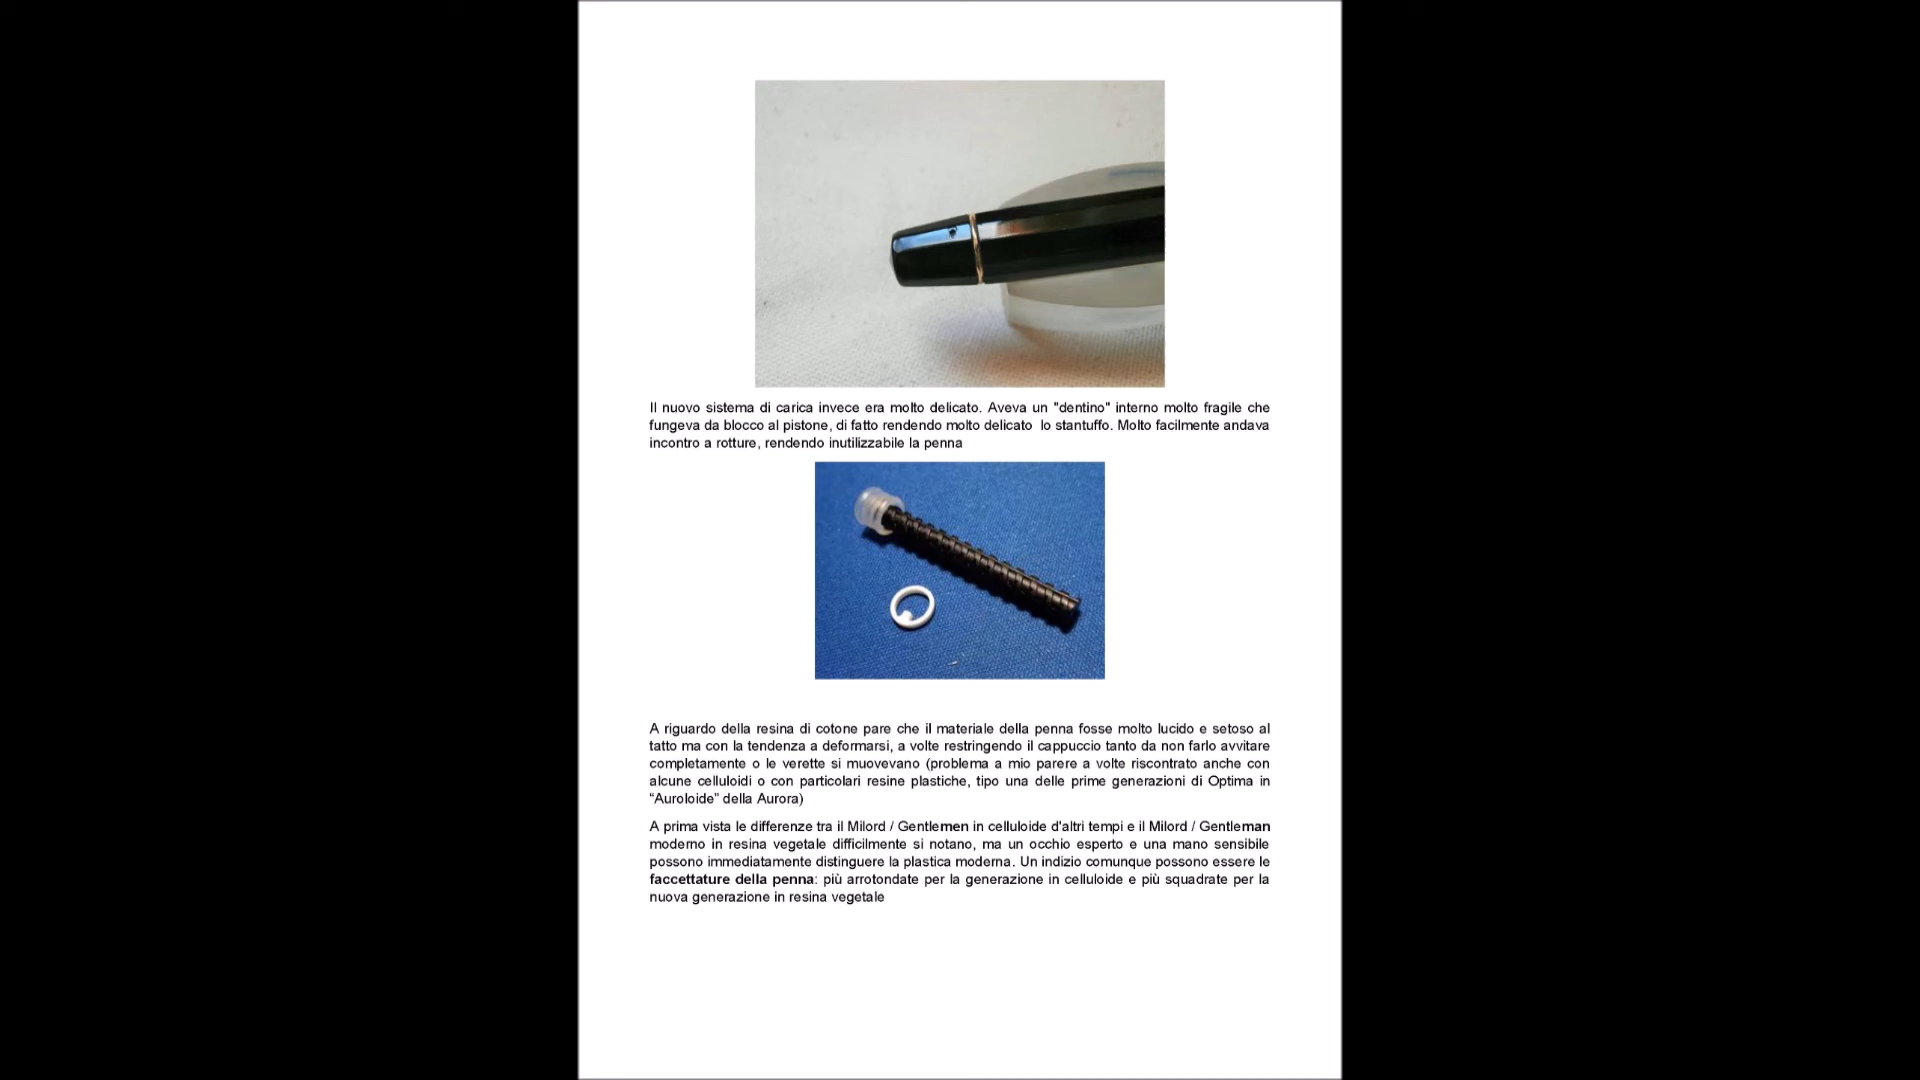 Il nuovo sistema di carica invece era molto delicato. Aveva un "dentino" interno molto fragile che
fungeva da blocco al pistone, di fatto rendendo molto delicato  lo stantuffo. Molto facilmente andava
incontro a rotture, rendendo inutilizzabile la penna
A riguardo della resina di cotone pare che il materiale della penna fosse molto lucido e setoso al
tatto ma con la tendenza a deformarsi, a volte restringendo il cappuccio tanto da non farlo avvitare
completamente o le verette si muovevano (problema a mio parere a volte riscontrato anche con
alcune celluloidi o con particolari resine plastiche, tipo una delle prime generazioni di Optima in
“Auroloide” della Aurora)
A prima vista le differenze tra il Milord / Gentlemen in celluloide d'altri tempi e il Milord / Gentleman
moderno in resina vegetale difficilmente si notano, ma un occhio esperto e una mano sensibile
possono immediatamente distinguere la plastica moderna. Un indizio comunque possono essere le
faccettature della penna: più arrotondate per la generazione in celluloide e più squadrate per la
nuova generazione in resina vegetale